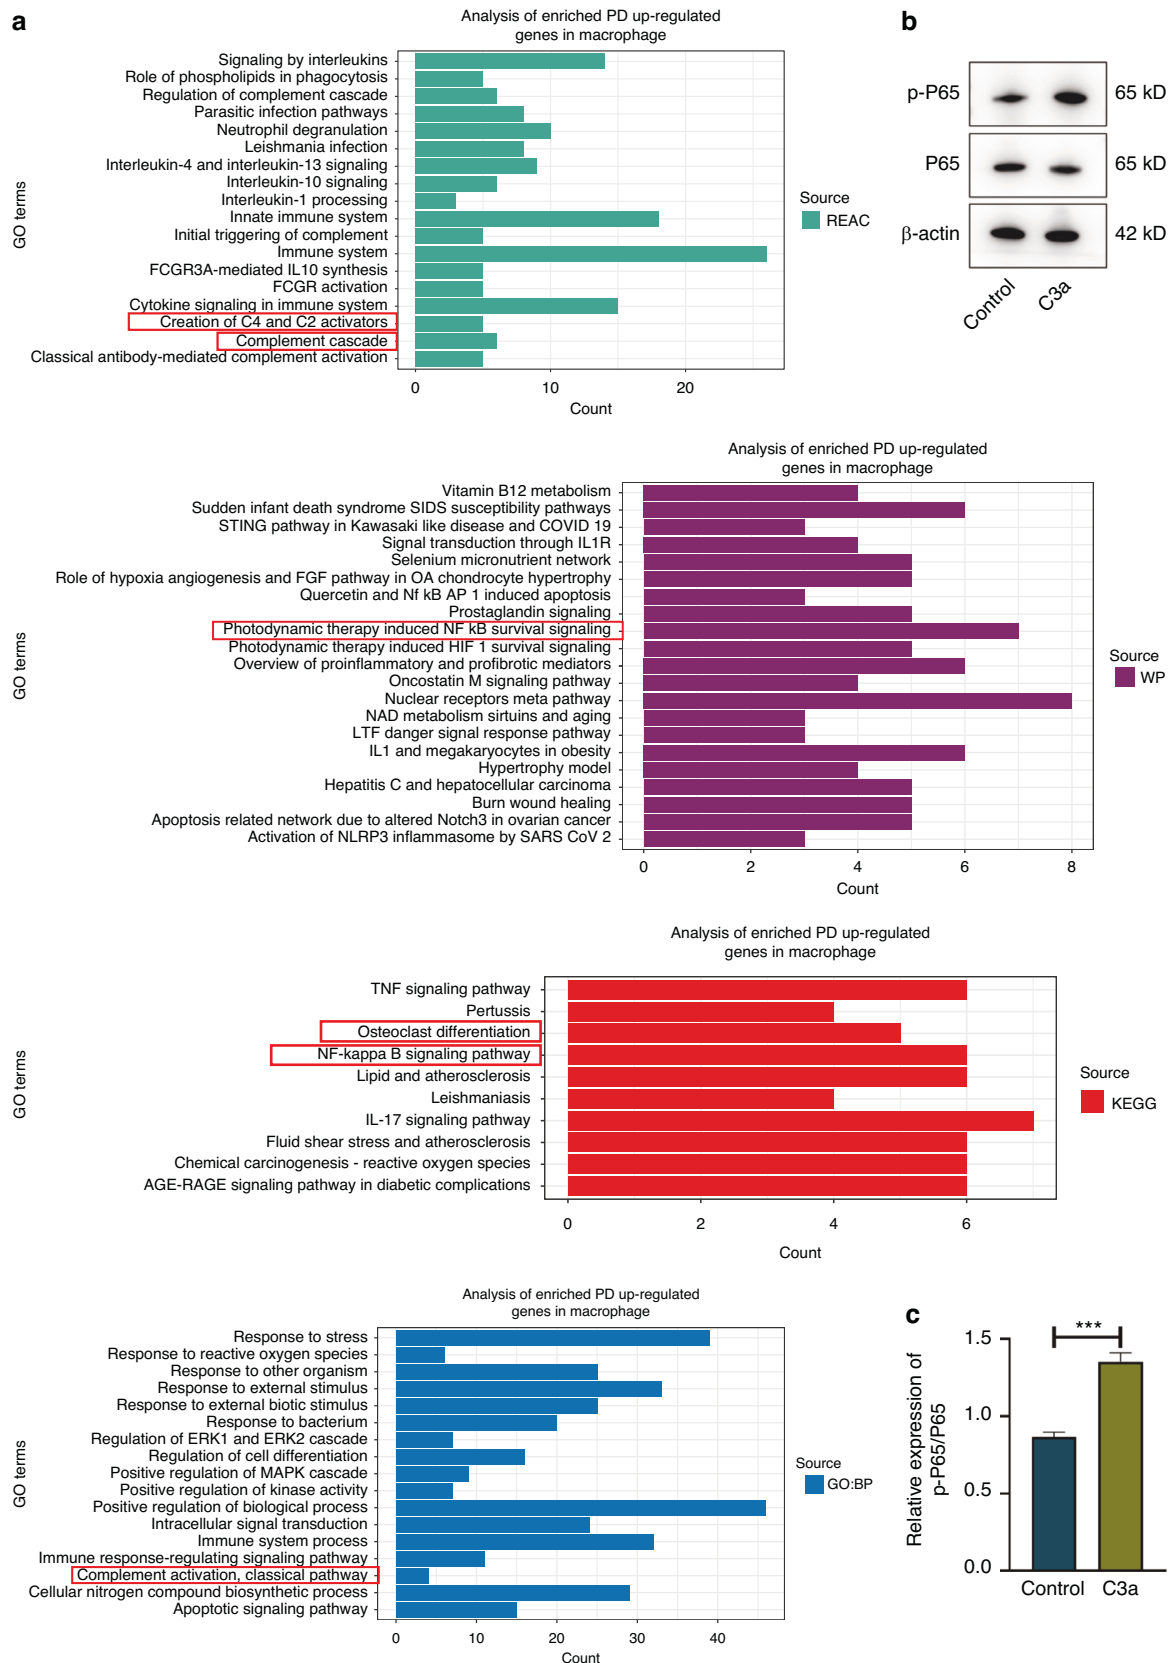 a
Analysis of enriched PD up-regulated
genes in macrophage
GO terms
Signaling by interleukins
Role of phospholipids in phagocytosis
Regulation of complement cascade
Parasitic infection pathways
Neutrophil degranulation
Leishmania infection
Interleukin-4 and interleukin-13 signaling
Interleukin-10 signaling
Interleukin-1 processing
Innate immune system
Initial triggering of complement
Immune system
FCGR3A-mediated IL10 synthesis
FCGR activation
Cytokine signaling in immune system
Creation of C4 and C2 activators
Complement cascade
Classical antibody-mediated complement activation
0 10 20
Count
Source
REAC
b
p-P65 65 kD
P65 65 kD
β-actin 42 kD
Control C3a
Analysis of enriched PD up-regulated
genes in macrophage
GO terms
Vitamin B12 metabolism
Sudden infant death syndrome SIDS susceptibility pathways
STING pathway in Kawasaki like disease and COVID 19
Signal transduction through IL1R
Selenium micronutrient network
Role of hypoxia angiogenesis and FGF pathway in OA chondrocyte hypertrophy
Quercetin and Nf kB AP 1 induced apoptosis
Prostaglandin signaling
Photodynamic therapy induced NF kB survival signaling
Photodynamic therapy induced HIF 1 survival signaling
Overview of proinflammatory and profibrotic mediators
Oncostatin M signaling pathway
Nuclear receptors meta pathway
NAD metabolism sirtuins and aging
LTF danger signal response pathway
IL1 and megakaryocytes in obesity
Hypertrophy model
Hepatitis C and hepatocellular carcinoma
Burn wound healing
Apoptosis related network due to altered Notch3 in ovarian cancer
Activation of NLRP3 inflammasome by SARS CoV 2
0 2 4 6 8
Count
Source
WP
Analysis of enriched PD up-regulated
genes in macrophage
GO terms
TNF signaling pathway
Pertussis
Osteoclast differentiation
NF-kappa B signaling pathway
Lipid and atherosclerosis
Leishmaniasis
IL-17 signaling pathway
Fluid shear stress and atherosclerosis
Chemical carcinogenesis - reactive oxygen species
AGE-RAGE signaling pathway in diabetic complications
0 2 4 6
Count
Source
KEGG
Analysis of enriched PD up-regulated
genes in macrophage
GO terms
Response to stress
Response to reactive oxygen species
Response to other organism
Response to external stimulus
Response to external biotic stimulus
Response to bacterium
Regulation of ERK1 and ERK2 cascade
Regulation of cell differentiation
Positive regulation of MAPK cascade
Positive regulation of kinase activity
Positive regulation of biological process
Intracellular signal transduction
Immune system process
Immune response-regulating signaling pathway
Complement activation, classical pathway
Cellular nitrogen compound biosynthetic process
Apoptotic signaling pathway
0 10 20 30 40
Count
Source
GO:BP
c
Relative expression of
p-P65/P65
1.5
1.0
0.5
0.0
***
Control C3a